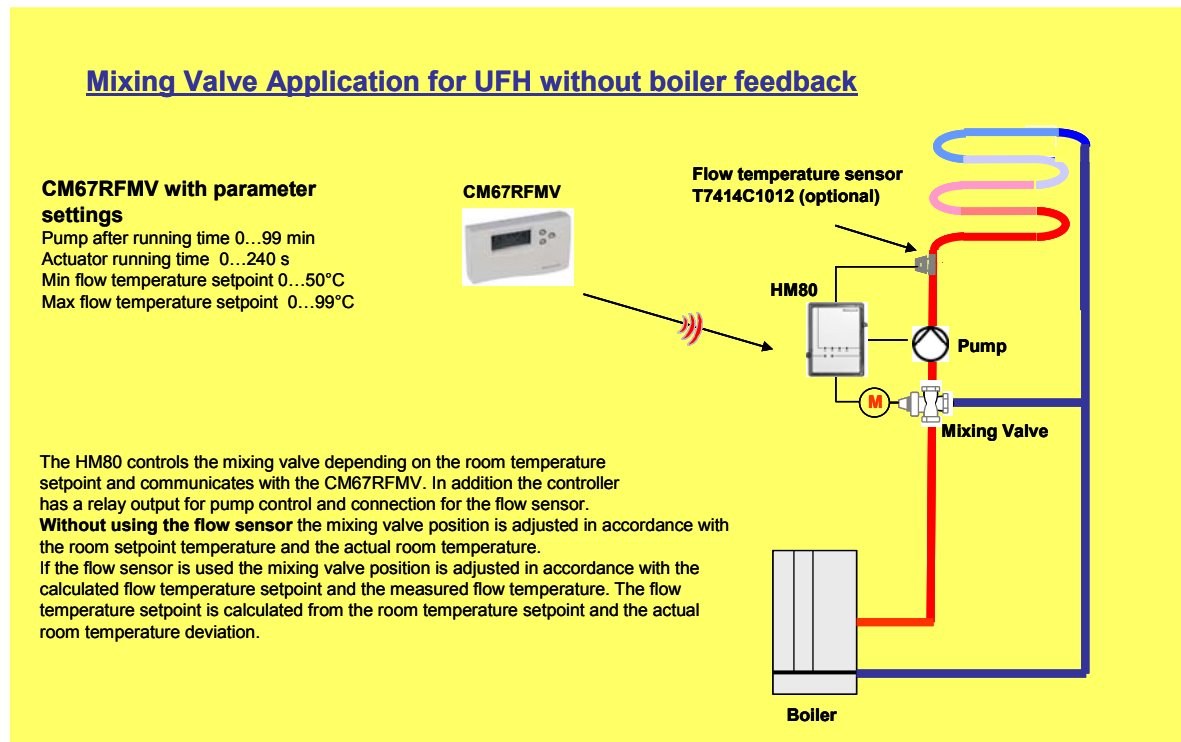 Mixing Valve Application for UFH without boiler feedback
CM67RFMV with parameter
settings
Pump after running time 0…99 min
Actuator running time  0…240 s
Min flow temperature setpoint 0…50°C
Max flow temperature setpoint  0…99°C
CM67RFMV
Flow temperature sensor
T7414C1012 (optional)
HM80
Pump
M
Mixing Valve
The HM80 controls the mixing valve depending on the room temperature
setpoint and communicates with the CM67RFMV. In addition the controller
has a relay output for pump control and connection for the flow sensor.
Without using the flow sensor the mixing valve position is adjusted in accordance with
the room setpoint temperature and the actual room temperature.
If the flow sensor is used the mixing valve position is adjusted in accordance with the
calculated flow temperature setpoint and the measured flow temperature. The flow
temperature setpoint is calculated from the room temperature setpoint and the actual
room temperature deviation.
Boiler